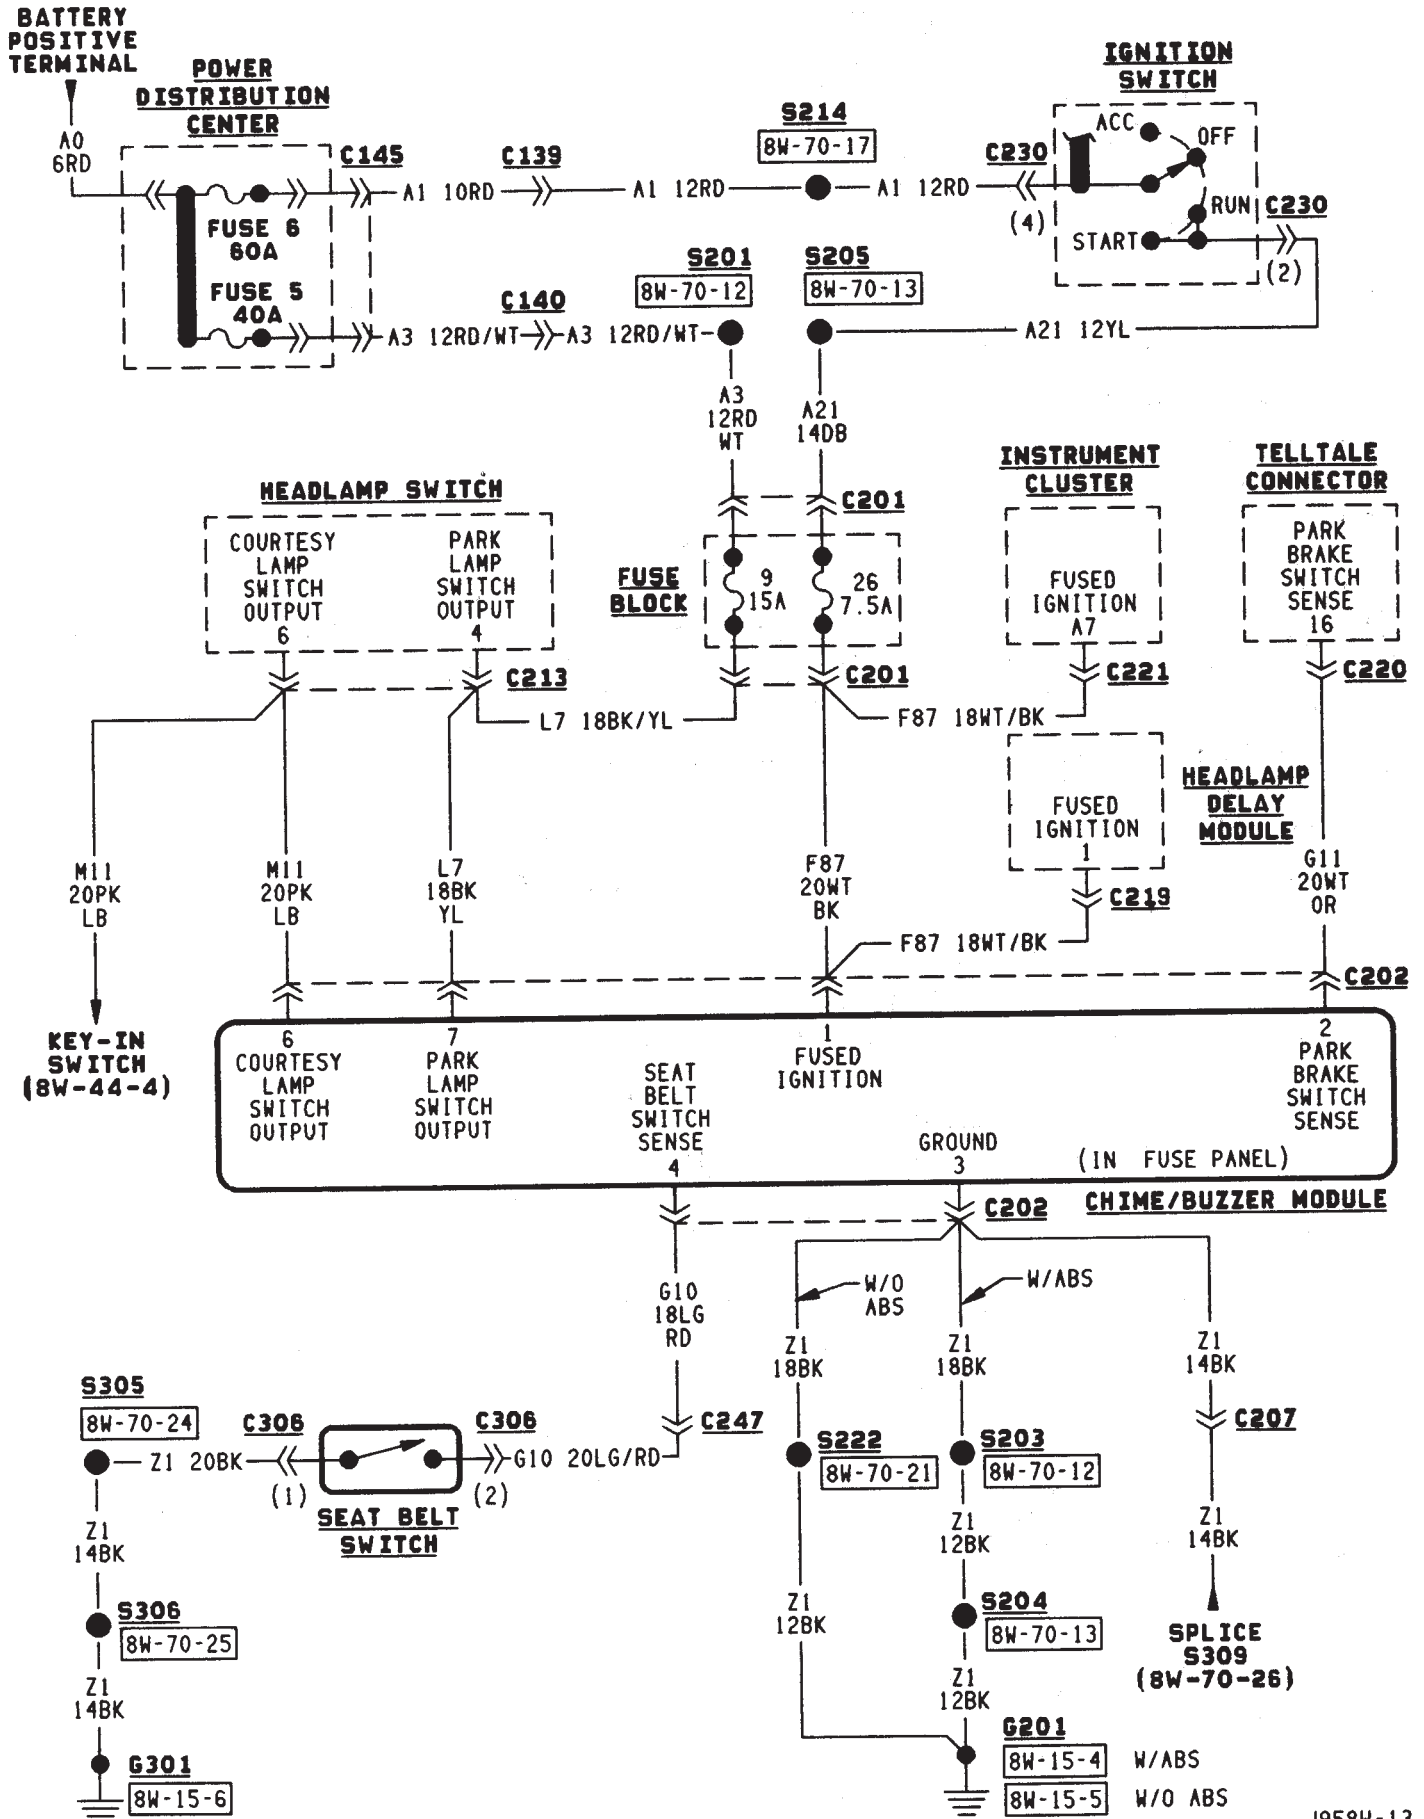 BATTERY
POSITIVE
TERMINAL
POWER
DISTRIBUTION
CENTER
IGNITION
SWITCH
A0
6RD
C145
C139
S214
8W-70-17
C230
(4)
ACC
OFF
RUN
START
C230
(2)
A1 10RD
A1 12RD
A1 12RD
FUSE 6
60A
FUSE 5
40A
C140
S201
8W-70-12
S205
8W-70-13
A3 12RD/WT
A3 12RD/WT
A21 12YL
A3
12RD
WT
A21
14DB
HEADLAMP SWITCH
COURTESY
LAMP
SWITCH
OUTPUT
6
PARK
LAMP
SWITCH
OUTPUT
4
C201
FUSE
BLOCK
9
15A
26
7.5A
INSTRUMENT
CLUSTER
FUSED
IGNITION
A7
TELLTALE
CONNECTOR
PARK
BRAKE
SWITCH
SENSE
16
C213
C201
C221
C220
L7 18BK/YL
F87 18WT/BK
FUSED
IGNITION
1
HEADLAMP
DELAY
MODULE
M11
20PK
LB
M11
20PK
LB
L7
18BK
YL
F87
20WT
BK
G11
20WT
OR
C219
F87 18WT/BK
C202
KEY-IN
SWITCH
(8W-44-4)
6
COURTESY
LAMP
SWITCH
OUTPUT
7
PARK
LAMP
SWITCH
OUTPUT
SEAT
BELT
SWITCH
SENSE
4
1
FUSED
IGNITION
GROUND
3
2
PARK
BRAKE
SWITCH
SENSE
(IN FUSE PANEL)
CHIME/BUZZER MODULE
C202
G10
18LG
RD
W/O
ABS
W/ABS
Z1
18BK
Z1
18BK
Z1
14BK
S305
8W-70-24
C306
(1)
C306
(2)
C247
C207
Z1 20BK
G10 20LG/RD
SEAT BELT
SWITCH
S222
8W-70-21
S203
8W-70-12
Z1
14BK
Z1
12BK
Z1
14BK
S306
8W-70-25
Z1
12BK
S204
8W-70-13
SPLICE
S309
(8W-70-26)
Z1
14BK
Z1
12BK
G301
8W-15-6
G201
8W-15-4 W/ABS
8W-15-5 W/O ABS